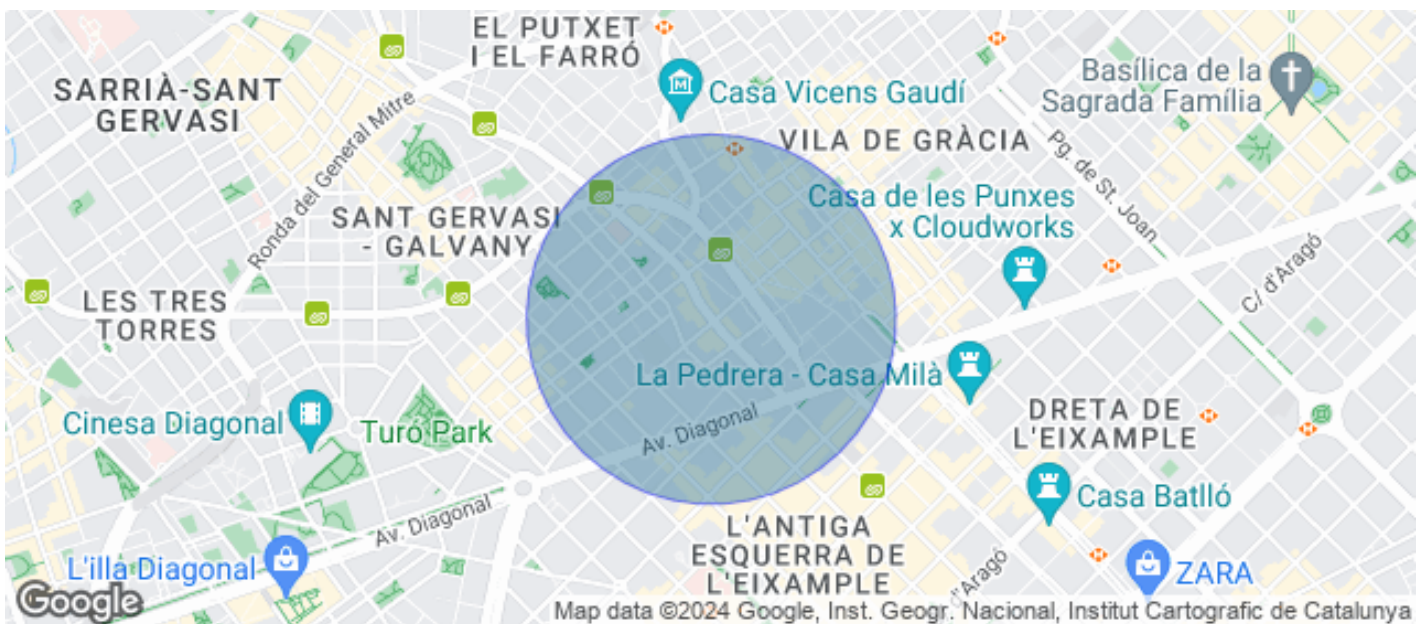 EL PUTXET
I EL FARRÓ
SARRIÀ-SANT
GERVASI
Casa Vicens Gaudí
Basílica de la
Sagrada Família
VILA DE GRÀCIA
Ronda del General Mitre
Pg. de St. Joan
SANT GERVASI
- GALVANY
Casa de les Punxes
x Cloudworks
LES TRES
TORRES
C/ d'Aragó
La Pedrera - Casa Milà
Cinesa Diagonal
Turó Park
Av. Diagonal
DRETA DE
L'EIXAMPLE
Casa Batlló
Av. Diagonal
L'ANTIGA
ESQUERRA DE
L'EIXAMPLE
L'illa Diagonal
d'Aragó
ZARA
Google
Map data ©2024 Google, Inst. Geogr. Nacional, Institut Cartografic de Catalunya